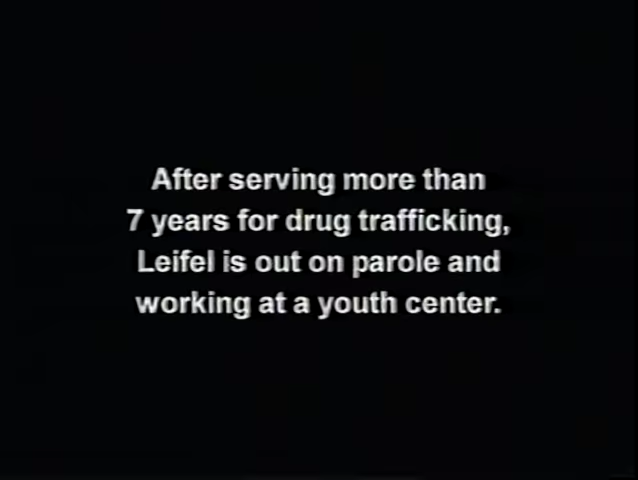 After serving more than
7 years for drug trafficking,
Leifel is out on parole and
working at a youth center.